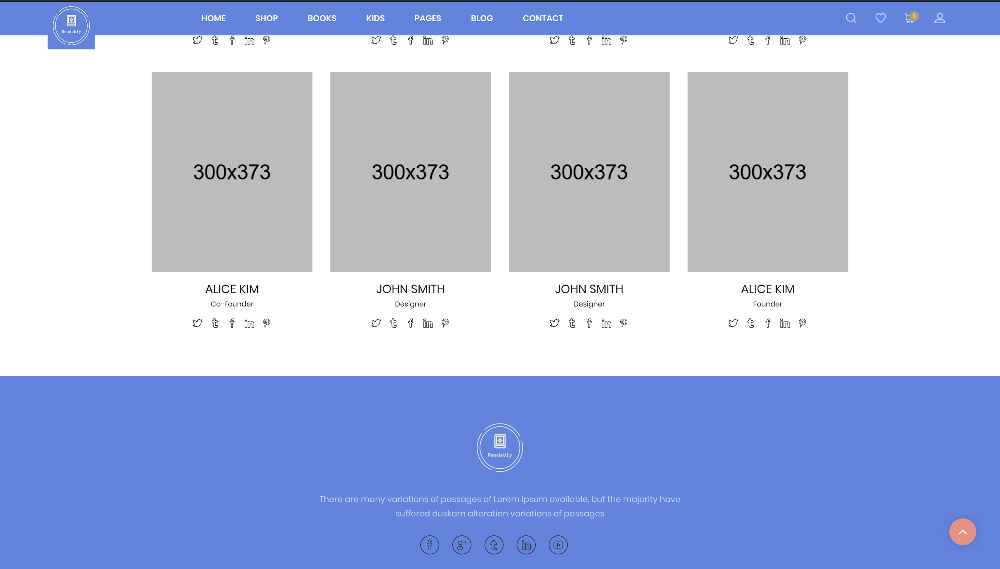 Readably
HOME SHOP BOOKS KIDS PAGES BLOG CONTACT
3
300x373 300x373 300x373 300x373
ALICE KIM JOHN SMITH JOHN SMITH ALICE KIM
Co-Founder Designer Designer Founder
Readably
There are many variations of passages of Lorem Ipsum available, but the majority have
suffered duskam alteration variations of passages